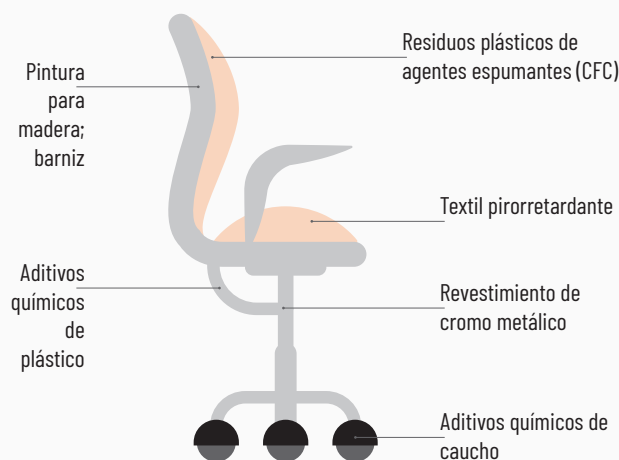 Pintura
para
madera;
barniz
Residuos plásticos de
agentes espumantes (CFC)
Textil pirorretardante
Aditivos
químicos
de
plástico
Revestimiento de
cromo metálico
Aditivos químicos de
caucho